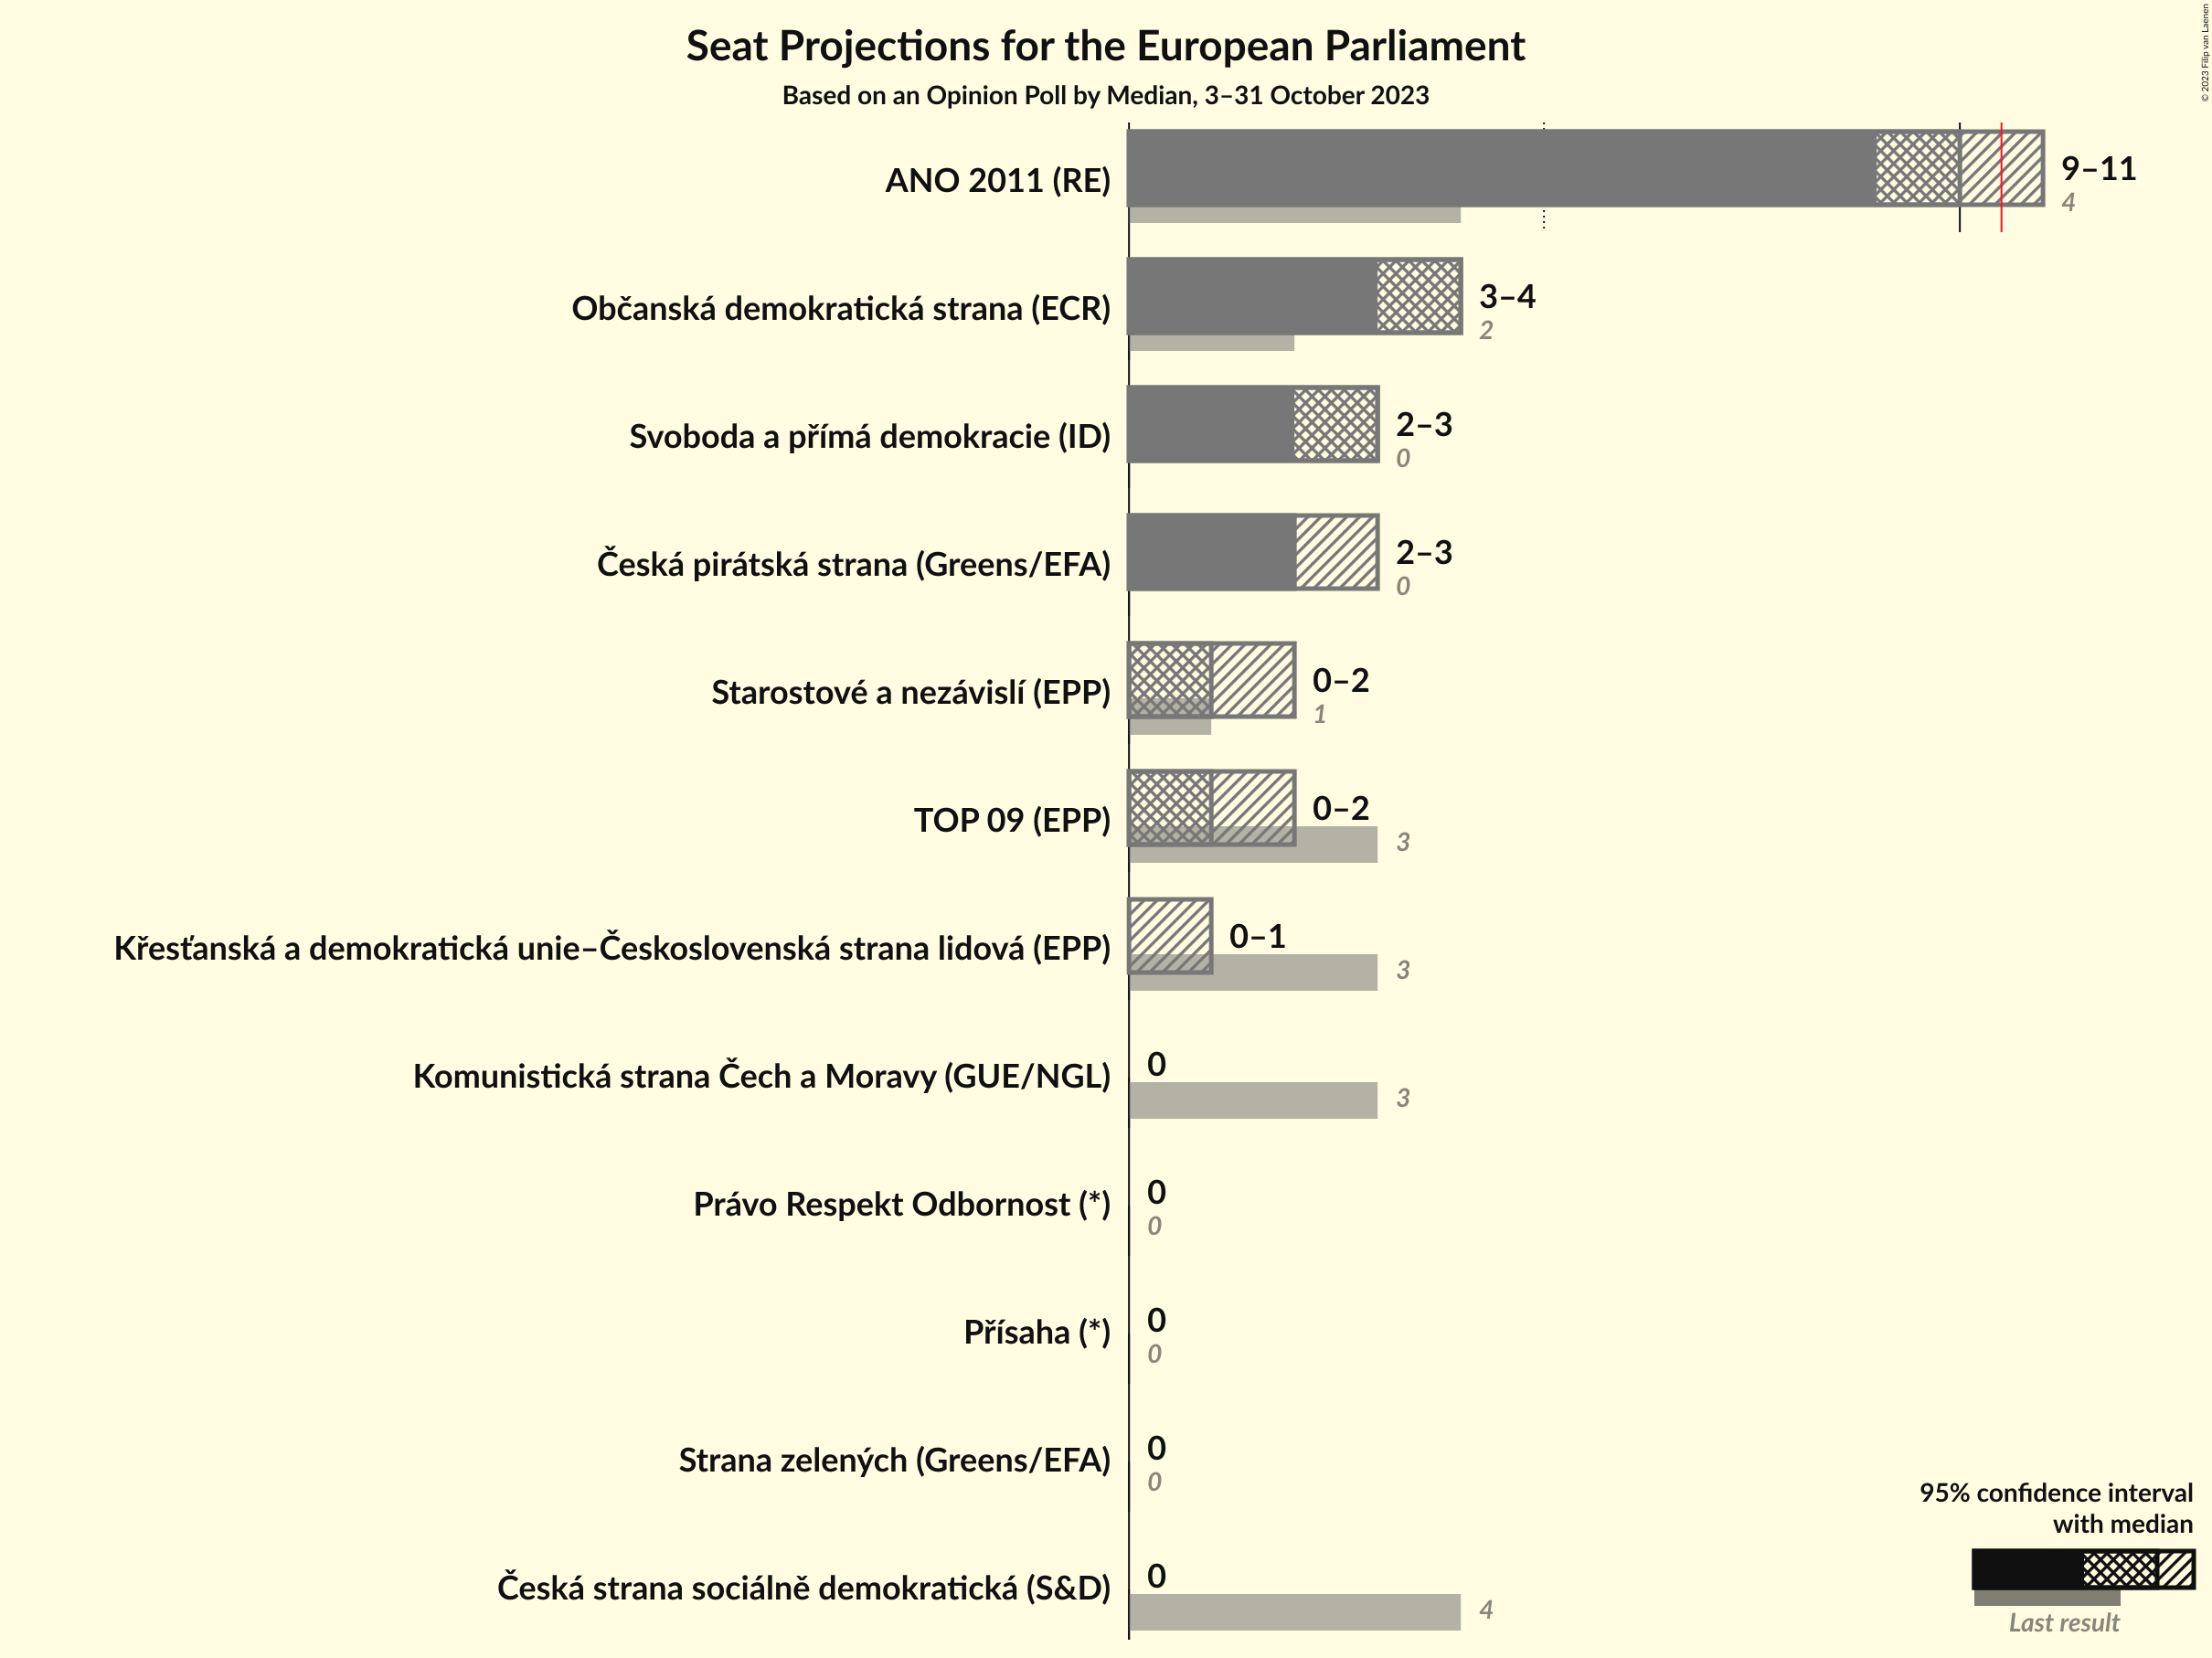 Seat Projections for the European Parliament
Based on an Opinion Poll by Median, 3–31 October 2023
© 2023 Filip van Laenen
ANO 2011 (RE)
9–11
4
Občanská demokratická strana (ECR)
3–4
2
Svoboda a přímá demokracie (ID)
2–3
0
Česká pirátská strana (Greens/EFA)
2–3
0
Starostové a nezávislí (EPP)
0–2
1
TOP 09 (EPP)
0–2
3
Křesťanská a demokratická unie–Československá strana lidová (EPP)
0–1
3
Komunistická strana Čech a Moravy (GUE/NGL)
0
3
Právo Respekt Odbornost (*)
0
0
Přísaha (*)
0
0
Strana zelených (Greens/EFA)
0
0
Česká strana sociálně demokratická (S&D)
0
4
95% confidence interval
with median
Last result